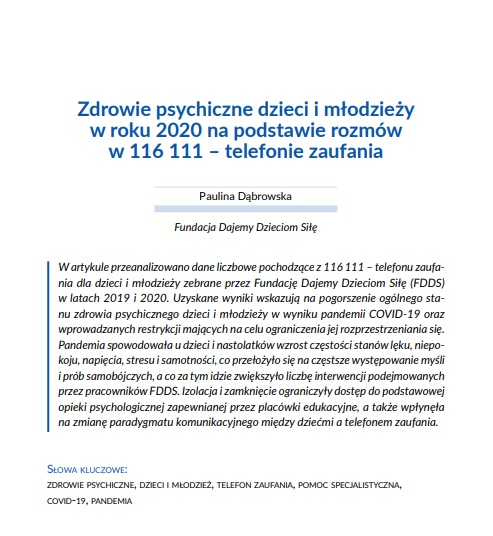 Zdrowie psychiczne dzieci i młodzieży
w roku 2020 na podstawie rozmów
w 116 111 – telefonie zaufania
Paulina Dąbrowska
Fundacja Dajemy Dzieciom Siłę
W artykule przeanalizowano dane liczbowe pochodzące z 116 111 – telefonu zaufa-
nia dla dzieci i młodzieży zebrane przez Fundację Dajemy Dzieciom Siłę (FDDS)
w latach 2019 i 2020. Uzyskane wyniki wskazują na pogorszenie ogólnego sta-
nu zdrowia psychicznego dzieci i młodzieży w wyniku pandemii COVID-19 oraz
wprowadzanych restrykcji mających na celu ograniczenia jej rozprzestrzeniania się.
Pandemia spowodowała u dzieci i nastolatków wzrost częstości stanów lęku, niepo-
koju, napięcia, stresu i samotności, co przełożyło się na częstsze występowanie myśli
i prób samobójczych, a co za tym idzie zwiększyło liczbę interwencji podejmowanych
przez pracowników FDDS. Izolacja i zamknięcie ograniczyły dostęp do podstawowej
opieki psychologicznej zapewnianej przez placówki edukacyjne, a także wpłynęła
na zmianę paradygmatu komunikacyjnego między dziećmi a telefonem zaufania.
Słowa kluczowe:
zdrowie psychiczne, dzieci i młodzież, telefon zaufania, pomoc specjalistyczna,
covid-19, pandemia